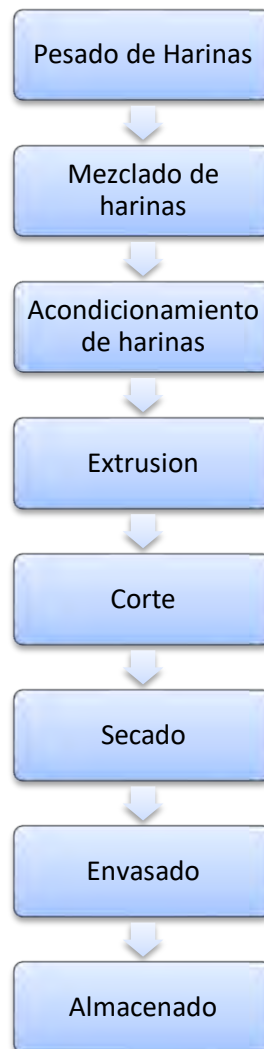 Pesado de Harinas
Mezclado de
harinas
Acondicionamiento
de harinas
Extrusion
Corte
Secado
Envasado
Almacenado